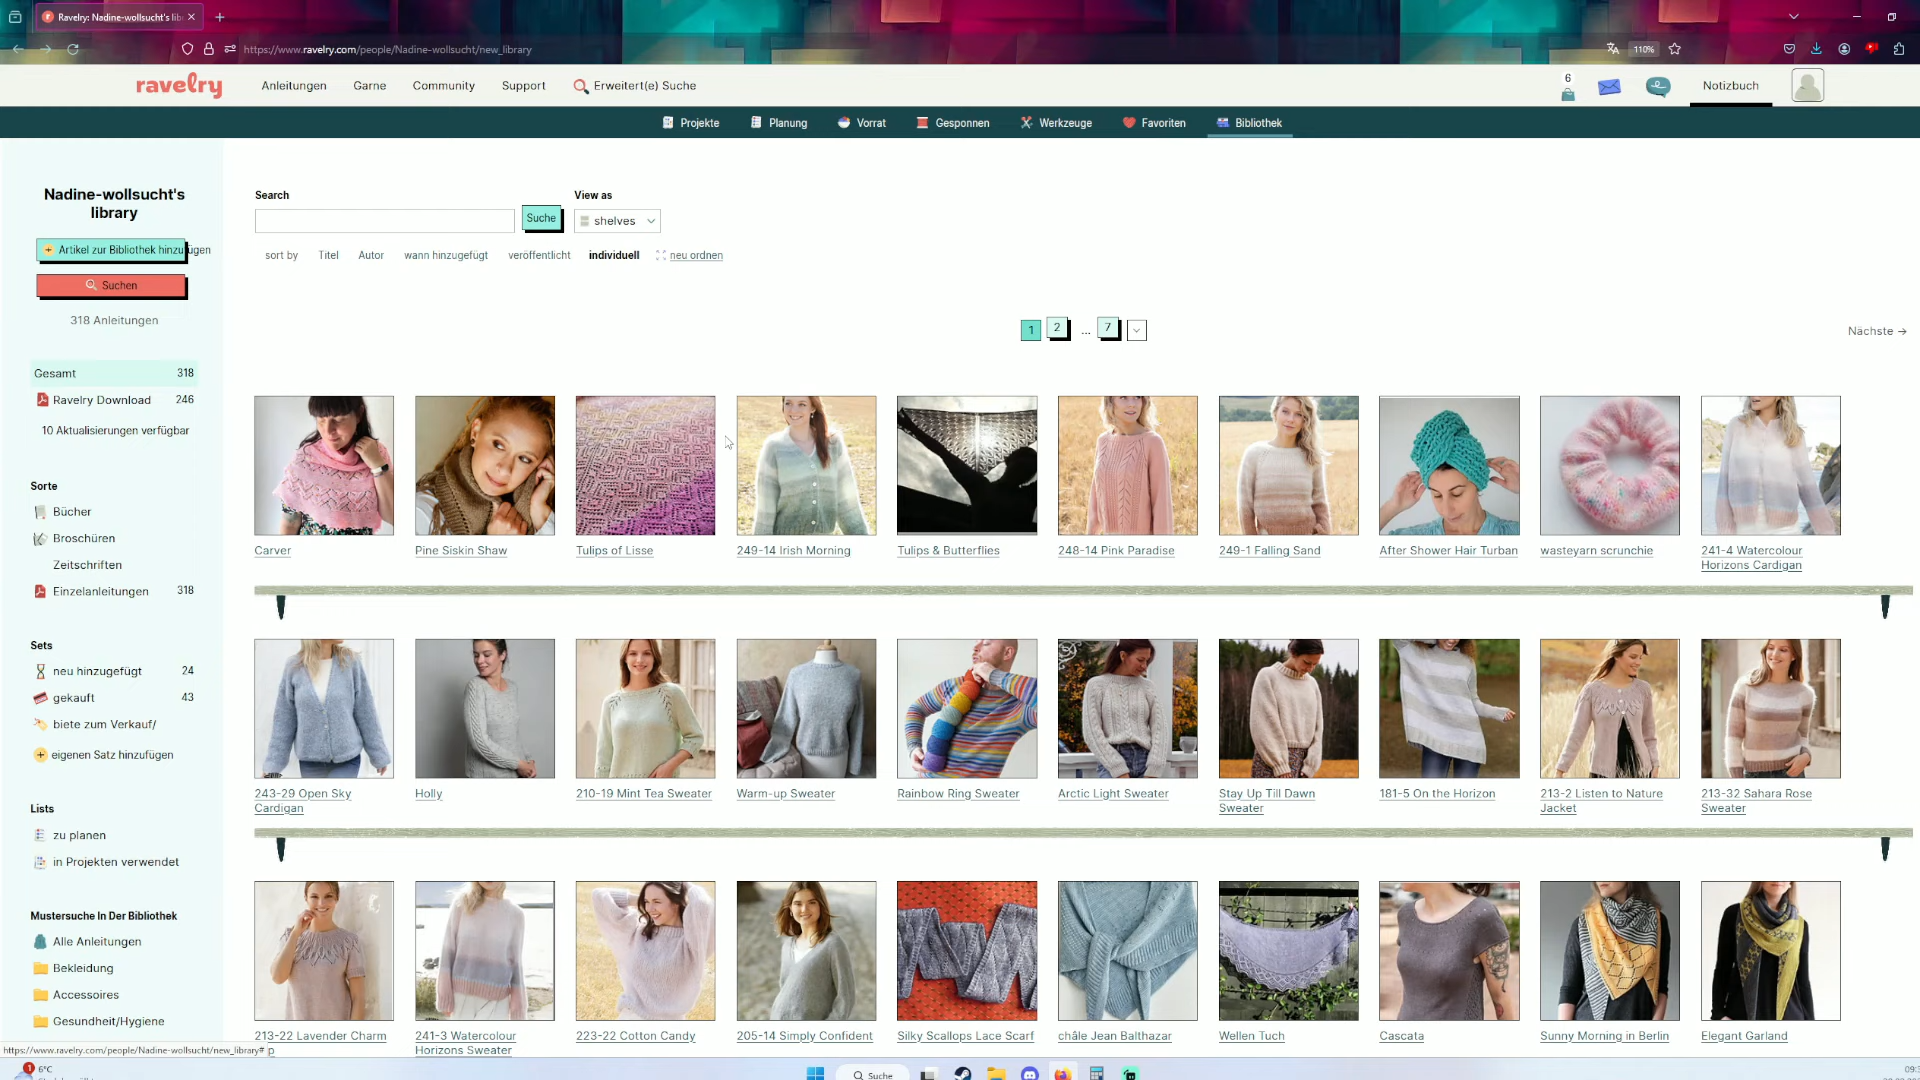 Ravelry: Nadine-wollsucht's lib
https://www.ravelry.com/people/Nadine-wollsucht/new_library
110%
ravelry
Anleitungen
Garne
Community
Support
Erweitert(e) Suche
6
Notizbuch
Projekte
Planung
Vorrat
Gesponnen
Werkzeuge
Favoriten
Bibliothek
Nadine-wollsucht's
library
Artikel zur Bibliothek hinzufügen
Suchen
318 Anleitungen
Gesamt 318
Ravelry Download 246
10 Aktualisierungen verfügbar
Sorte
Bücher
Broschüren
Zeitschriften
Einzelanleitungen 318
Sets
neu hinzugefügt 24
gekauft 43
biete zum Verkauf/
eigenen Satz hinzufügen
Lists
zu planen
in Projekten verwendet
Mustersuche In Der Bibliothek
Alle Anleitungen
Bekleidung
Accessoires
Gesundheit/Hygiene
Search
View as
Suche
shelves
sort by Titel Autor wann hinzugefügt veröffentlicht individuell neu ordnen
1 2 ... 7
Nächste →
Carver
Pine Siskin Shaw
Tulips of Lisse
249-14 Irish Morning
Tulips & Butterflies
248-14 Pink Paradise
249-1 Falling Sand
After Shower Hair Turban
wasteyarn scrunchie
241-4 Watercolour
Horizons Cardigan
243-29 Open Sky
Cardigan
Holly
210-19 Mint Tea Sweater
Warm-up Sweater
Rainbow Ring Sweater
Arctic Light Sweater
Stay Up Till Dawn
Sweater
181-5 On the Horizon
213-2 Listen to Nature
Jacket
213-32 Sahara Rose
Sweater
213-22 Lavender Charm
p
241-3 Watercolour
Horizons Sweater
223-22 Cotton Candy
205-14 Simply Confident
Silky Scallops Lace Scarf
châle Jean Balthazar
Wellen Tuch
Cascata
Sunny Morning in Berlin
Elegant Garland
https://www.ravelry.com/people/Nadine-wollsucht/new_library#
1
6°C
Suche